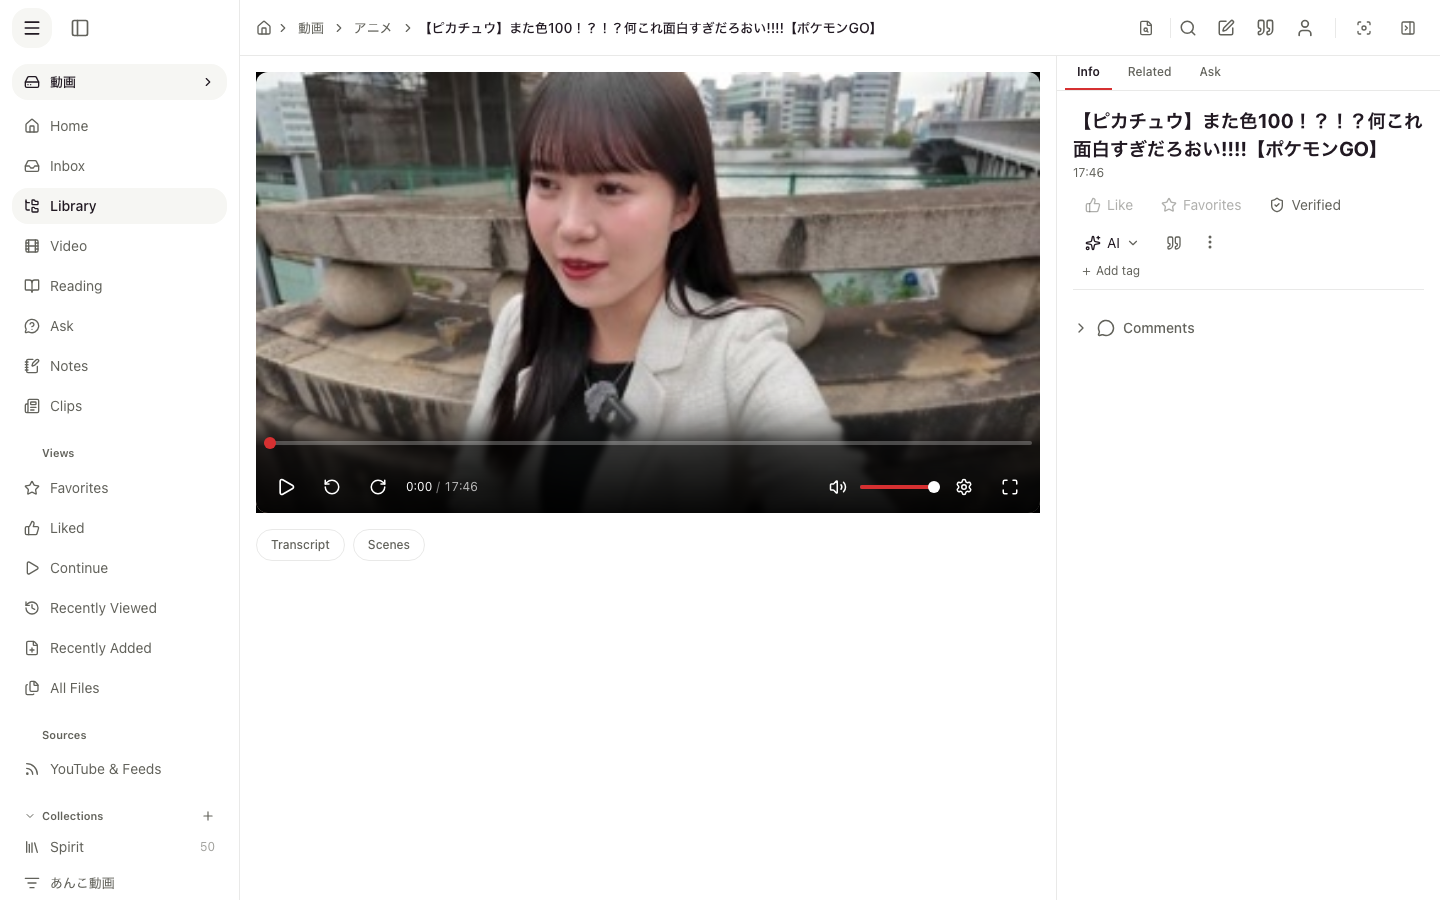 動画
Home
Inbox
Library
Video
Reading
Ask
Notes
Clips
Views
Favorites
Liked
Continue
Recently Viewed
Recently Added
All Files
Sources
YouTube & Feeds
Collections
Spirit 50
あんこ動画
動画 アニメ 【ピカチュウ】また色100！？！？何これ面白すぎだろおい!!!!【ポケモンGO】
0:00 / 17:46
Transcript Scenes
Info Related Ask
【ピカチュウ】また色100！？！？何これ
面白すぎだろおい!!!!【ポケモンGO】
17:46
Like Favorites Verified
AI
+ Add tag
Comments